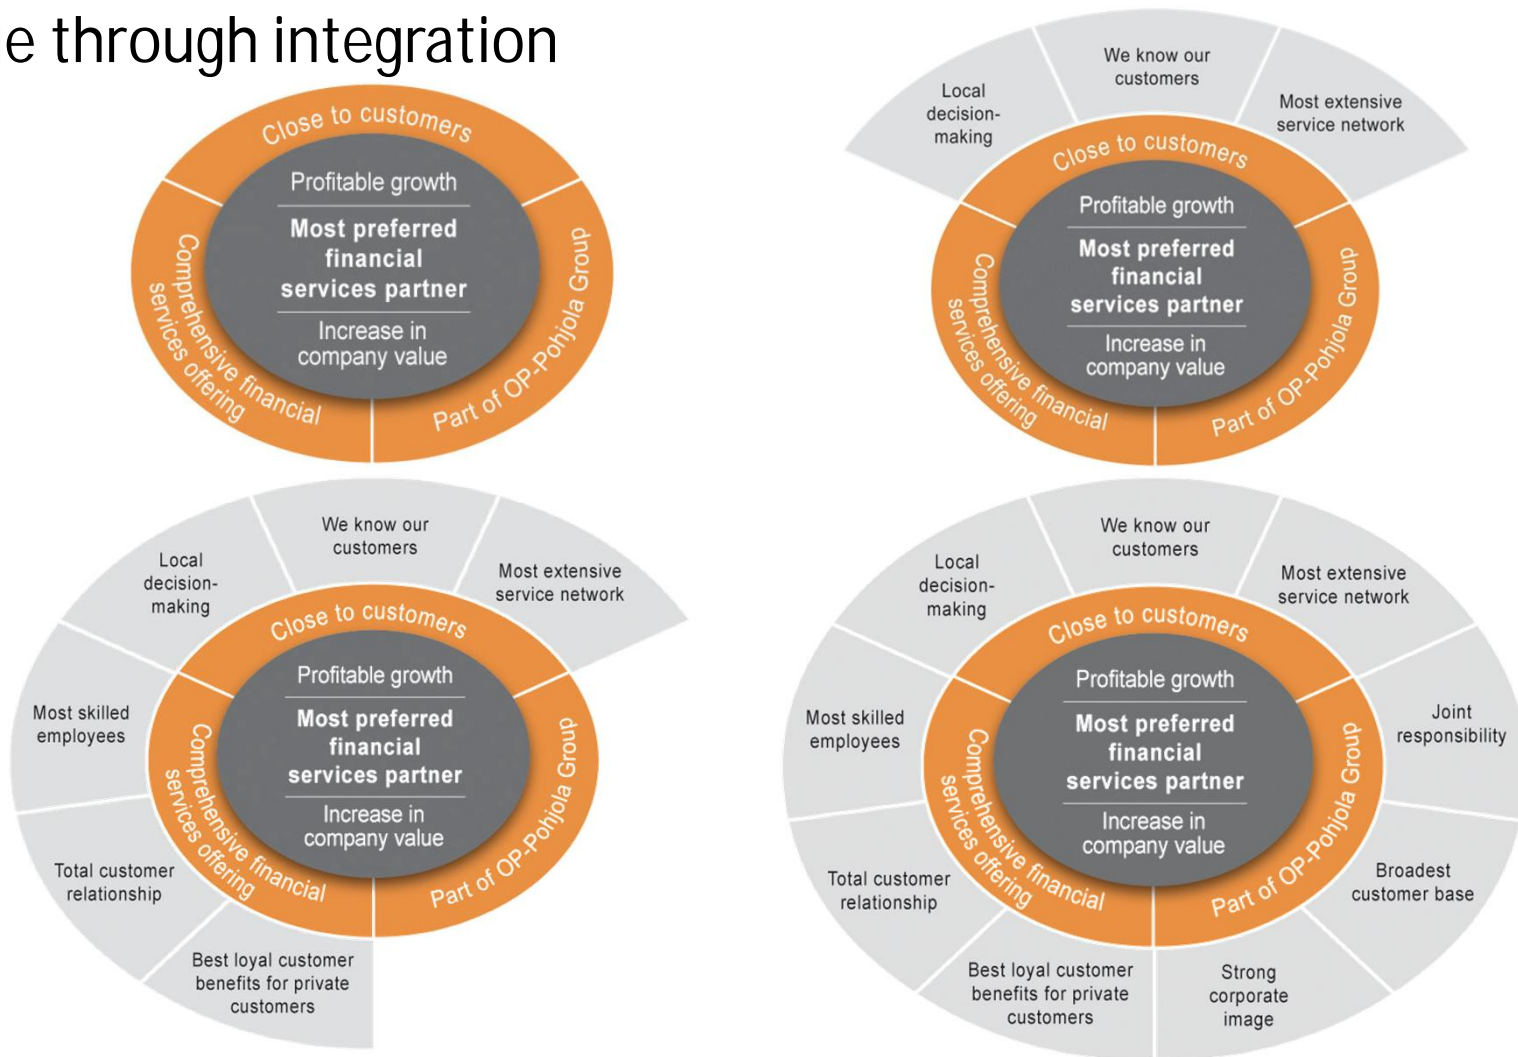 e through integration
Close to customers
Profitable growth
Most preferred
financial
services partner
Increase in
company value
Comprehensive financial
services offering
Part of OP-Pohjola Group
Local
decision-
making
We know our
customers
Most extensive
service network
Close to customers
Profitable growth
Most preferred
financial
services partner
Increase in
company value
Comprehensive financial
services offering
Part of OP-Pohjola Group
Local
decision-
making
We know our
customers
Most extensive
service network
Most skilled
employees
Total customer
relationship
Best loyal customer
benefits for private
customers
Close to customers
Profitable growth
Most preferred
financial
services partner
Increase in
company value
Comprehensive financial
services offering
Part of OP-Pohjola Group
Local
decision-
making
We know our
customers
Most extensive
service network
Joint
responsibility
Broadest
customer base
Strong
corporate
image
Best loyal customer
benefits for private
customers
Total customer
relationship
Most skilled
employees
Close to customers
Profitable growth
Most preferred
financial
services partner
Increase in
company value
Comprehensive financial
services offering
Part of OP-Pohjola Group